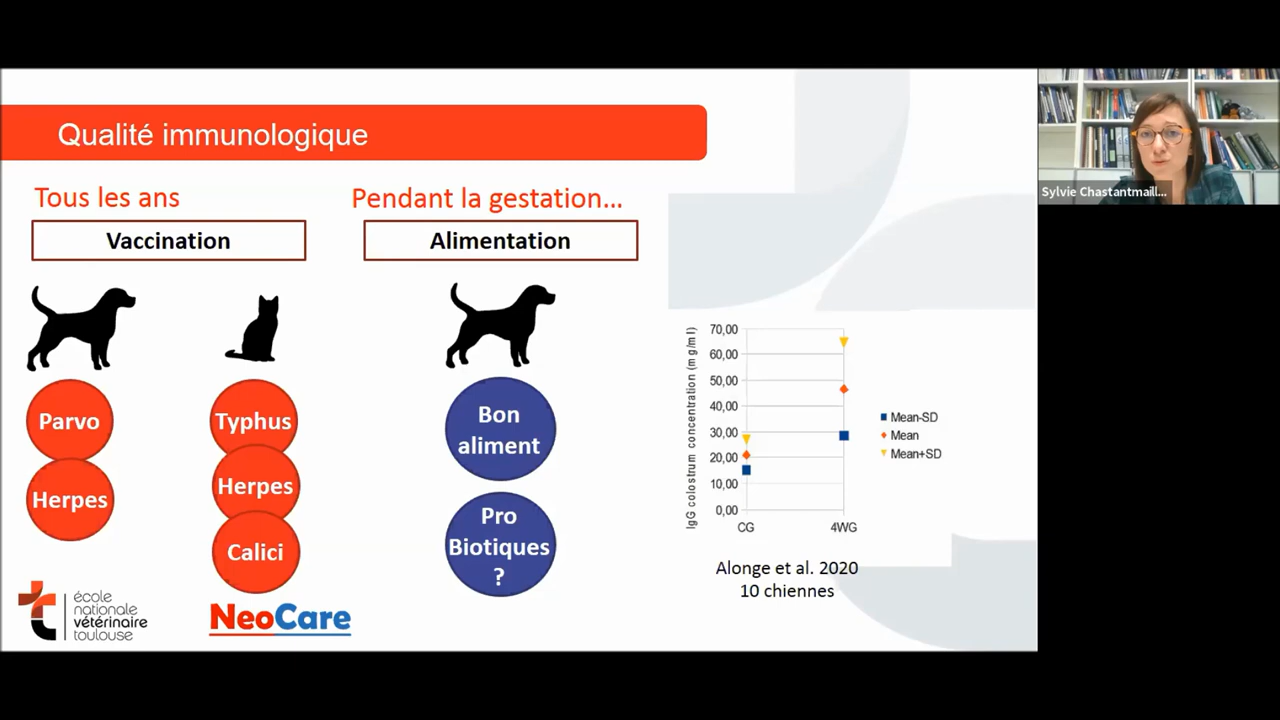 Qualité immunologique
Tous les ans
Pendant la gestation...
Vaccination
Alimentation
Parvo
Herpes
Typhus
Herpes
Calici
Bon
aliment
Pro
Biotiques
?
IgG colostrum concentration (mg/ml)
70,00
60,00
50,00
40,00
30,00
20,00
10,00
0,00
CG
4WG
Mean-SD
Mean
Mean+SD
Alonge et al. 2020
10 chiennes
école
nationale
vétérinaire
toulouse
NeoCare
Sylvie Chastantmaill...